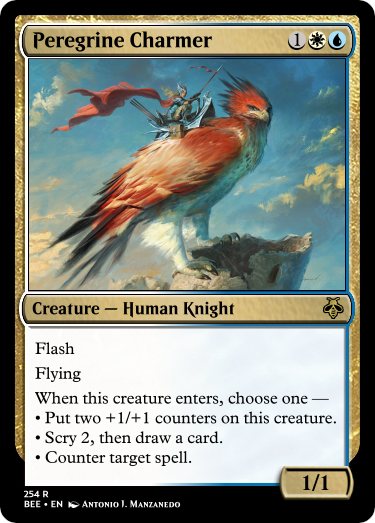 Peregrine Charmer 1
Creature — Human Knight
Flash
Flying
When this creature enters, choose one —
• Put two +1/+1 counters on this creature.
• Scry 2, then draw a card.
• Counter target spell.
1/1
254 R
BEE • EN Antonio J. Manzanedo